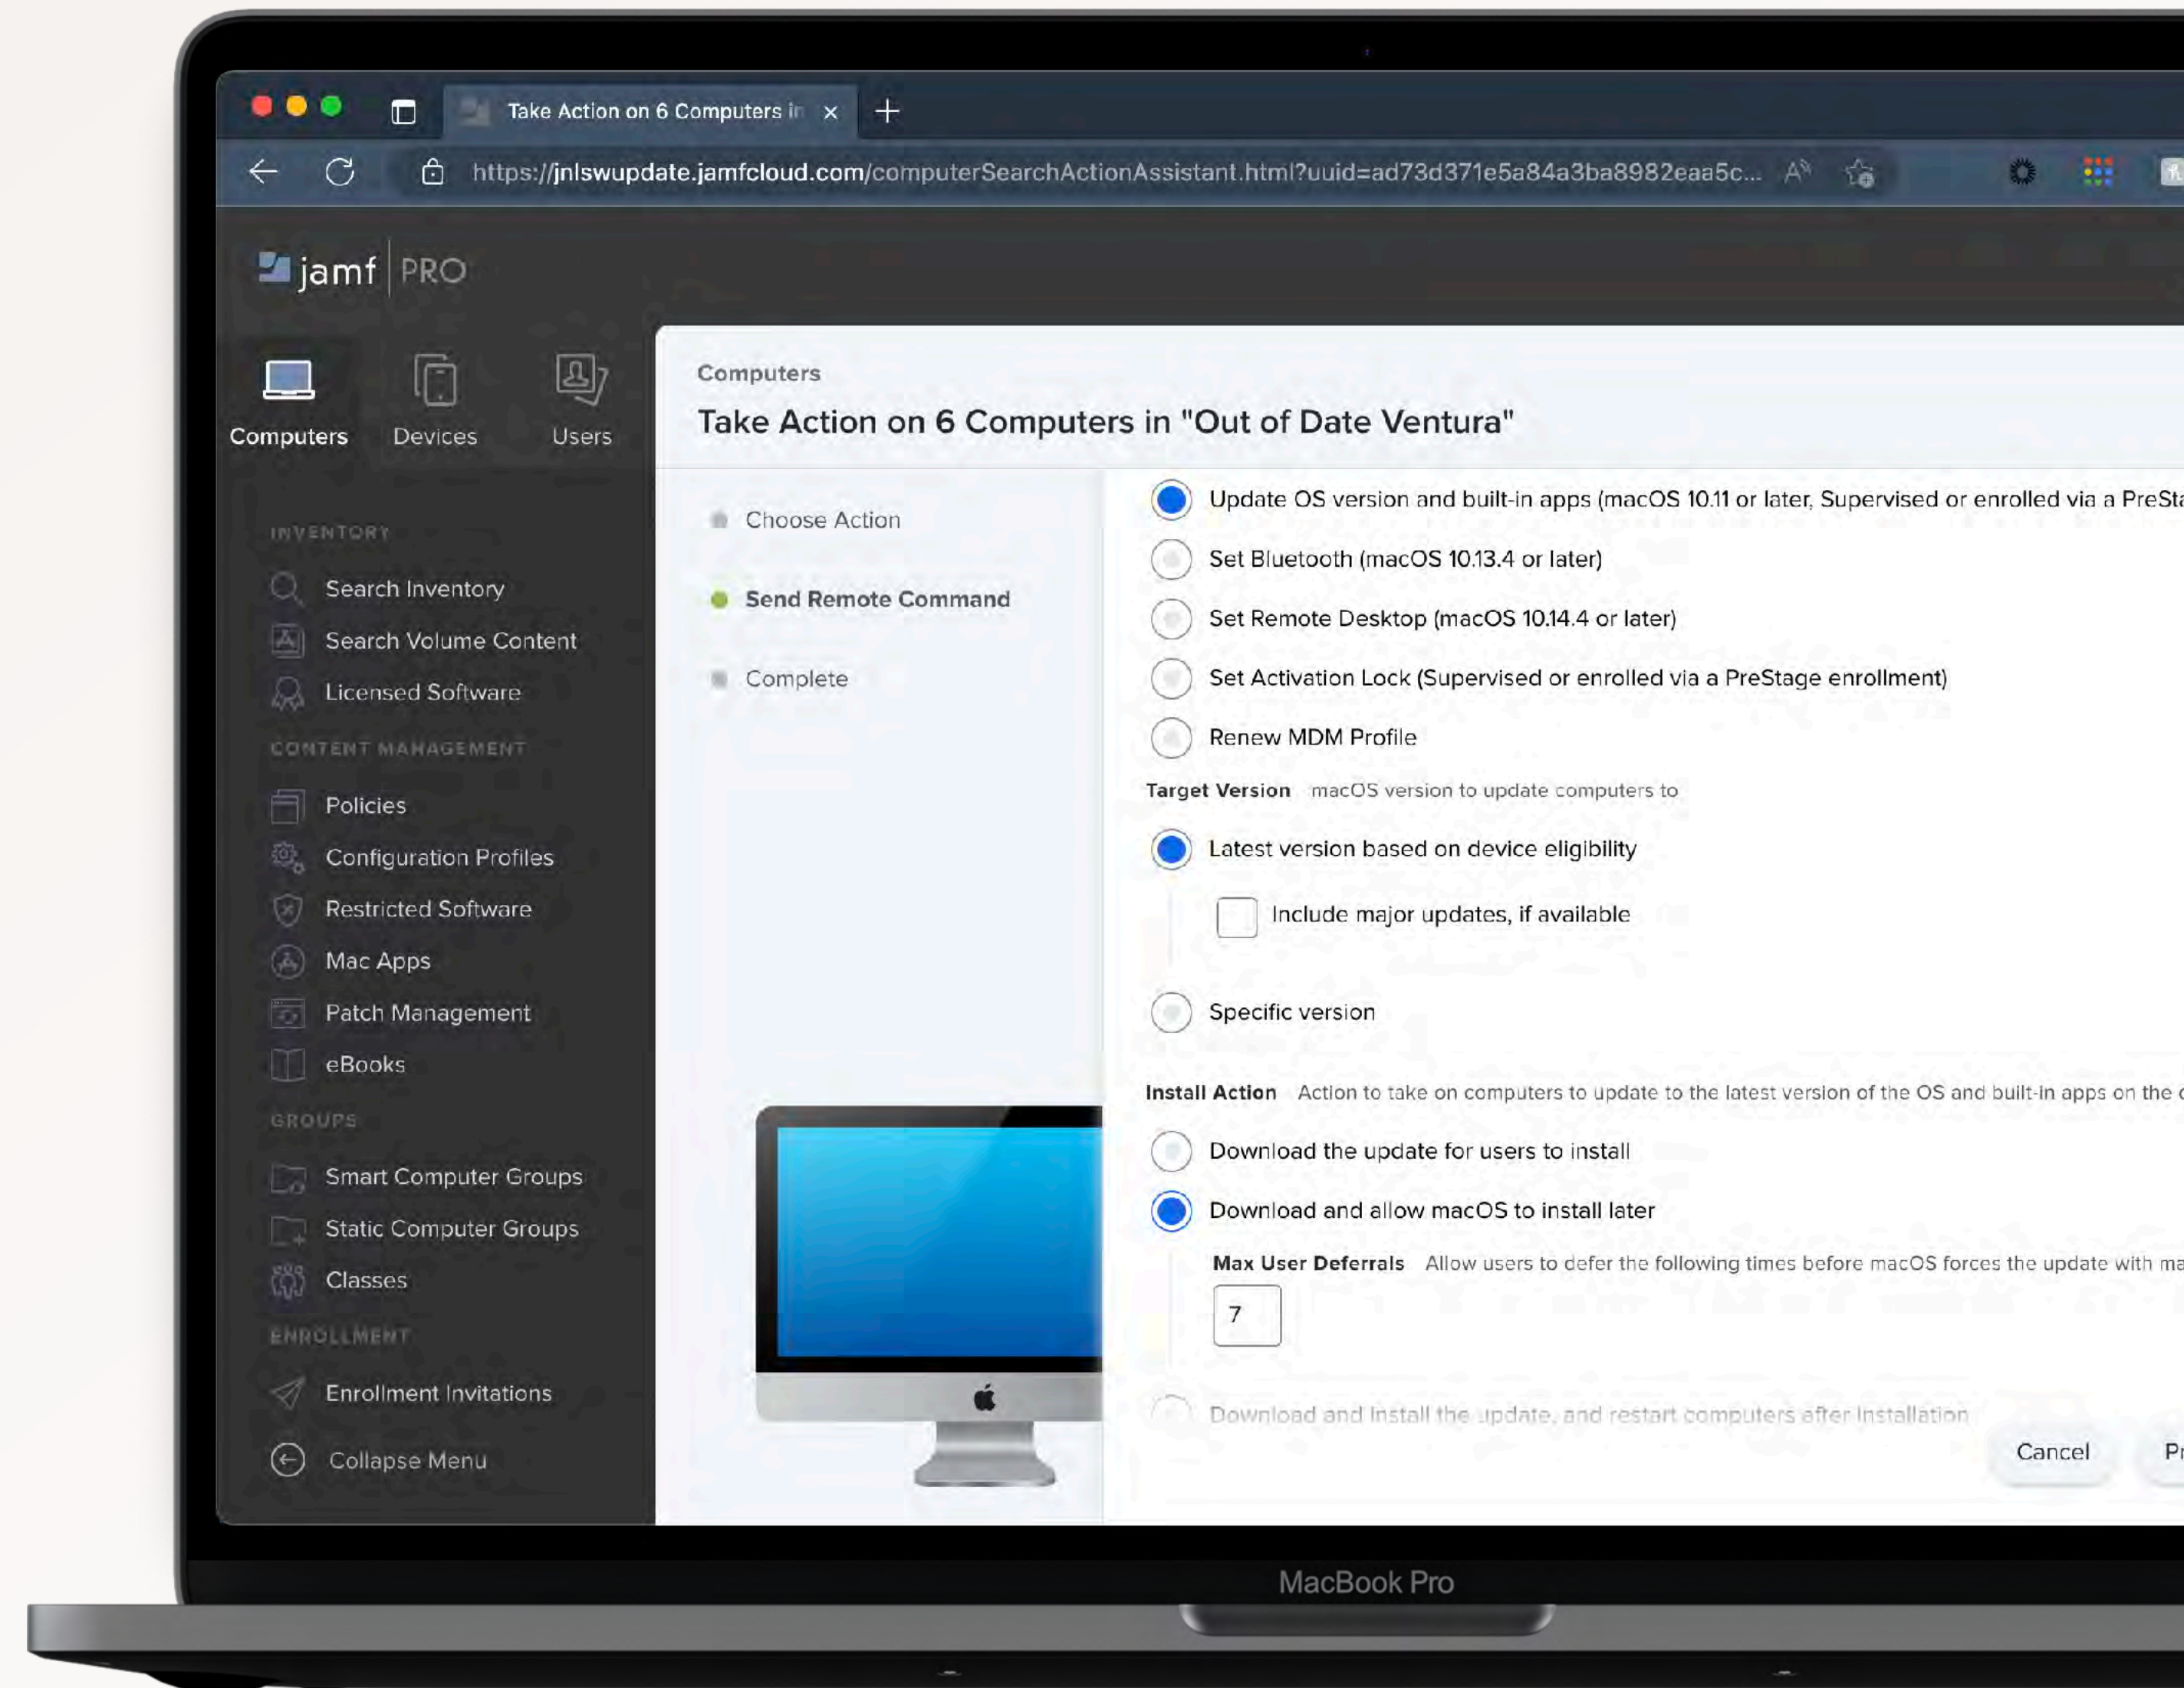 Take Action on 6 Computers in
https://jnlswupdate.jamfcloud.com/computerSearchActionAssistant.html?uuid=ad73d371e5a84a3ba8982eaa5c...
jamf PRO
Computers Devices Users
INVENTORY
Search Inventory
Search Volume Content
Licensed Software
CONTENT MANAGEMENT
Policies
Configuration Profiles
Restricted Software
Mac Apps
Patch Management
eBooks
GROUPS
Smart Computer Groups
Static Computer Groups
Classes
ENROLLMENT
Enrollment Invitations
Collapse Menu
Computers
Take Action on 6 Computers in "Out of Date Ventura"
Choose Action
Send Remote Command
Complete
Update OS version and built-in apps (macOS 10.11 or later, Supervised or enrolled via a PreSta
Set Bluetooth (macOS 10.13.4 or later)
Set Remote Desktop (macOS 10.14.4 or later)
Set Activation Lock (Supervised or enrolled via a PreStage enrollment)
Renew MDM Profile
Target Version macOS version to update computers to
Latest version based on device eligibility
Include major updates, if available
Specific version
Install Action Action to take on computers to update to the latest version of the OS and built-in apps on the
Download the update for users to install
Download and allow macOS to install later
Max User Deferrals Allow users to defer the following times before macOS forces the update with ma
7
Download and install the update, and restart computers after installation
Cancel Pr
MacBook Pro